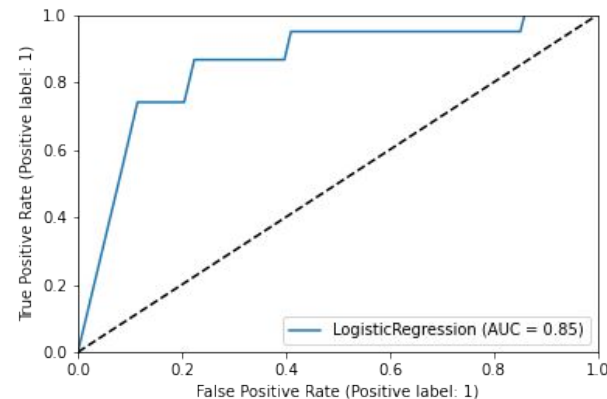 1.0
0.8
0.6
0.4
0.2
0.0
True Positive Rate (Positive label: 1)
LogisticRegression (AUC = 0.85)
0.0 0.2 0.4 0.6 0.8 1.0
False Positive Rate (Positive label: 1)